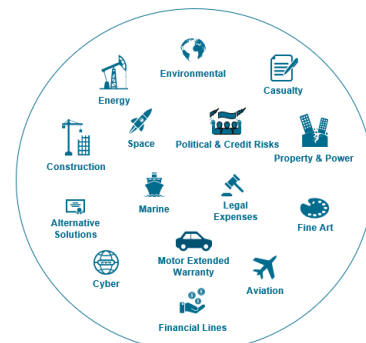 Environmental
Energy
Casualty
Space
Political & Credit Risks
Construction
Property & Power
Marine
Legal
Expenses
Alternative
Solutions
Fine Art
Motor Extended
Warranty
Cyber
Aviation
Financial Lines